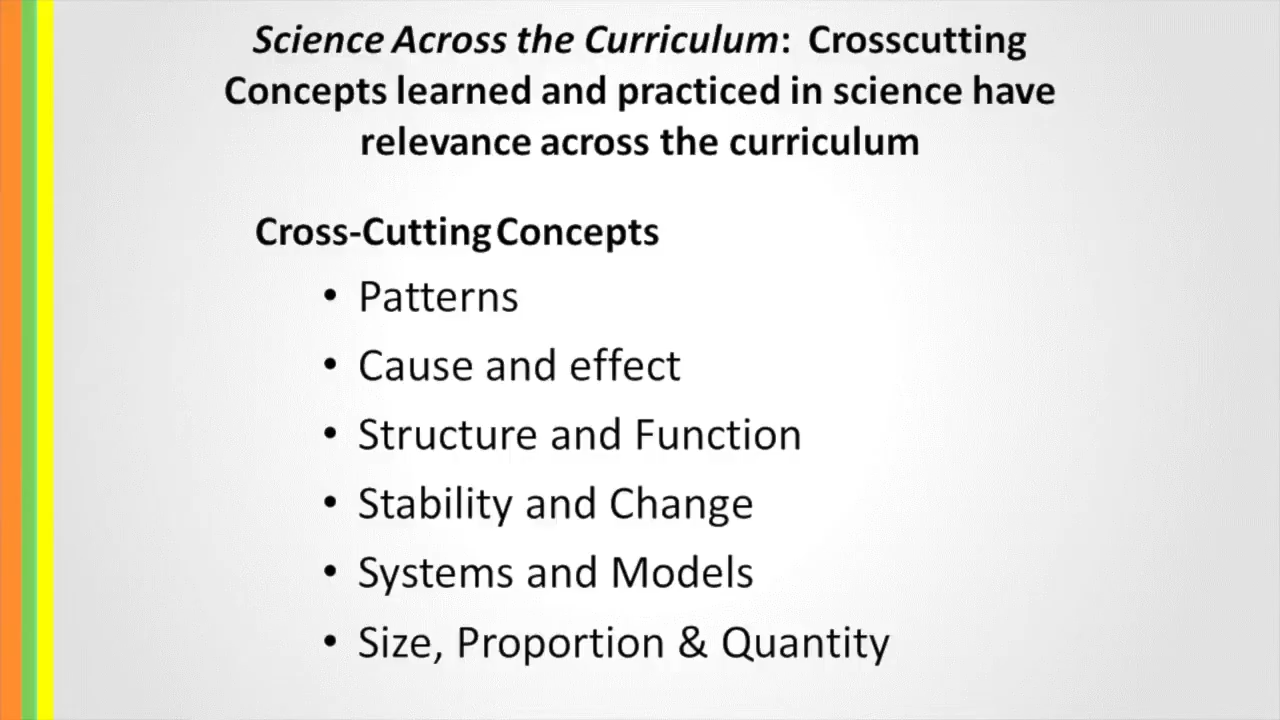 Science Across the Curriculum: Crosscutting
Concepts learned and practiced in science have
relevance across the curriculum
Cross-Cutting Concepts
• Patterns
• Cause and effect
• Structure and Function
• Stability and Change
• Systems and Models
• Size, Proportion & Quantity